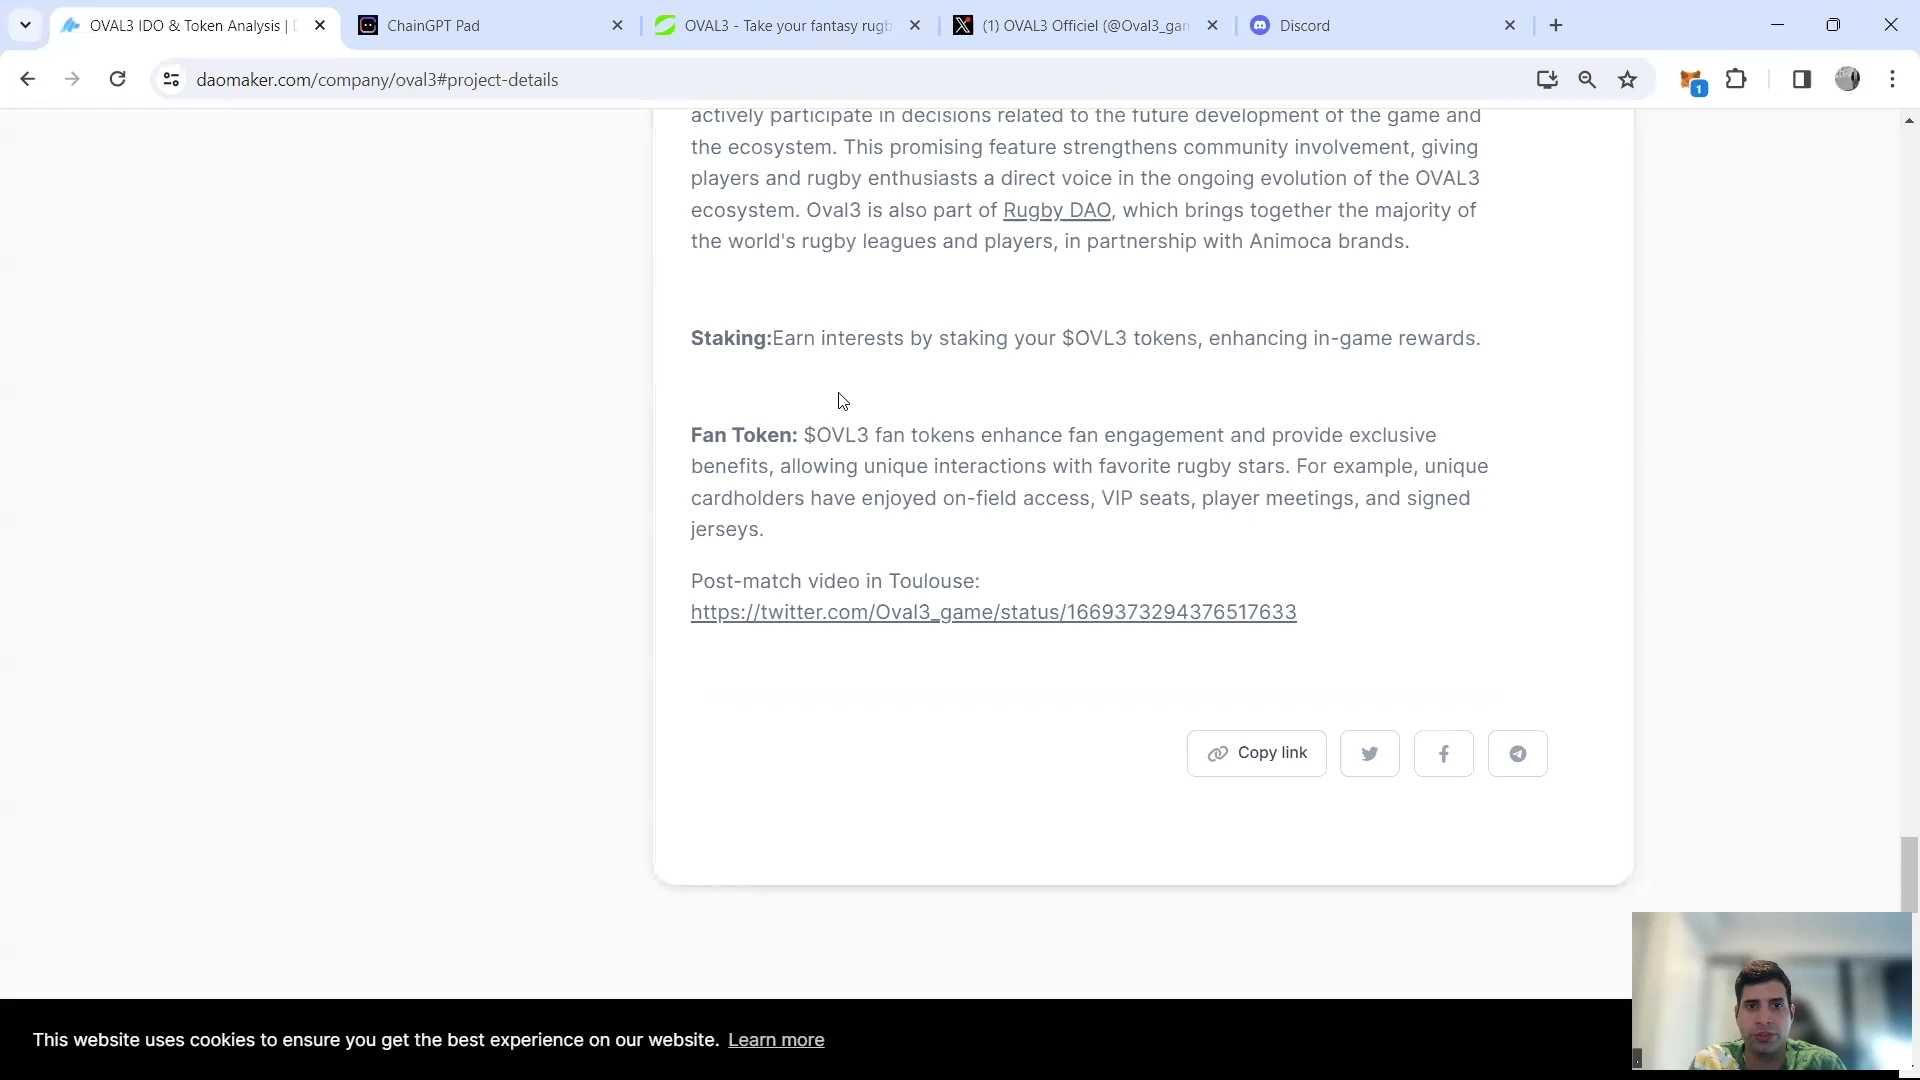 OVAL3 IDO & Token Analysis | D
ChainGPT Pad
OVAL3 - Take your fantasy rugb
(1) OVAL3 Officiel (@Oval3_gan
Discord
daomaker.com/company/oval3#project-details
1
actively participate in decisions related to the future development of the game and
the ecosystem. This promising feature strengthens community involvement, giving
players and rugby enthusiasts a direct voice in the ongoing evolution of the OVAL3
ecosystem. Oval3 is also part of Rugby DAO, which brings together the majority of
the world's rugby leagues and players, in partnership with Animoca brands.
Staking:Earn interests by staking your $OVL3 tokens, enhancing in-game rewards.
Fan Token: $OVL3 fan tokens enhance fan engagement and provide exclusive
benefits, allowing unique interactions with favorite rugby stars. For example, unique
cardholders have enjoyed on-field access, VIP seats, player meetings, and signed
jerseys.
Post-match video in Toulouse:
https://twitter.com/Oval3_game/status/1669373294376517633
Copy link
This website uses cookies to ensure you get the best experience on our website. Learn more